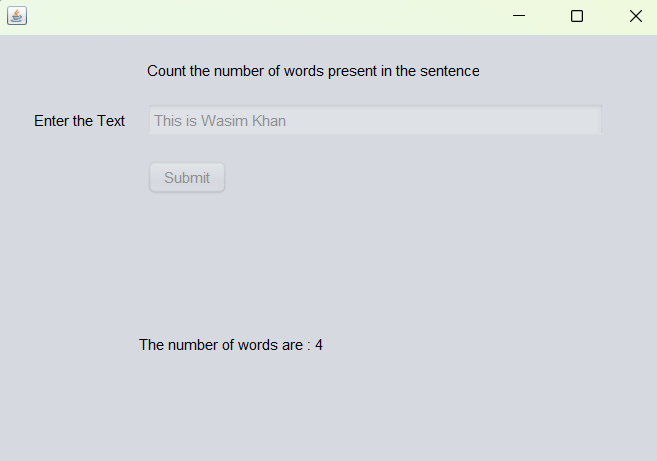 Count the number of words present in the sentence
Enter the Text
This is Wasim Khan
Submit
The number of words are : 4